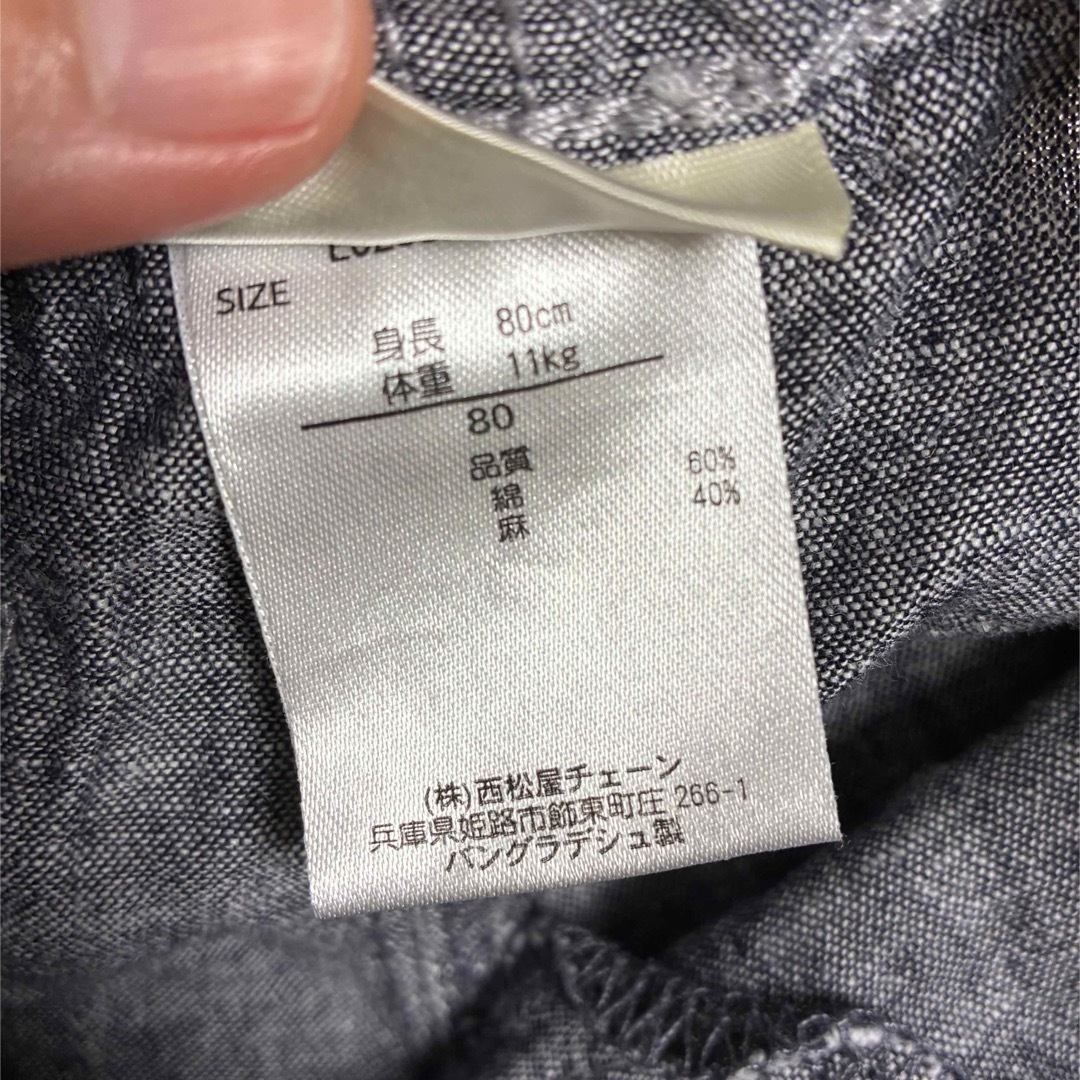 SIZE
身長 80cm
体重 11kg
80
品質
綿 60%
麻 40%
(株)西松屋チェーン
兵庫県姫路市飾東町庄 266-1
バングラデシュ製